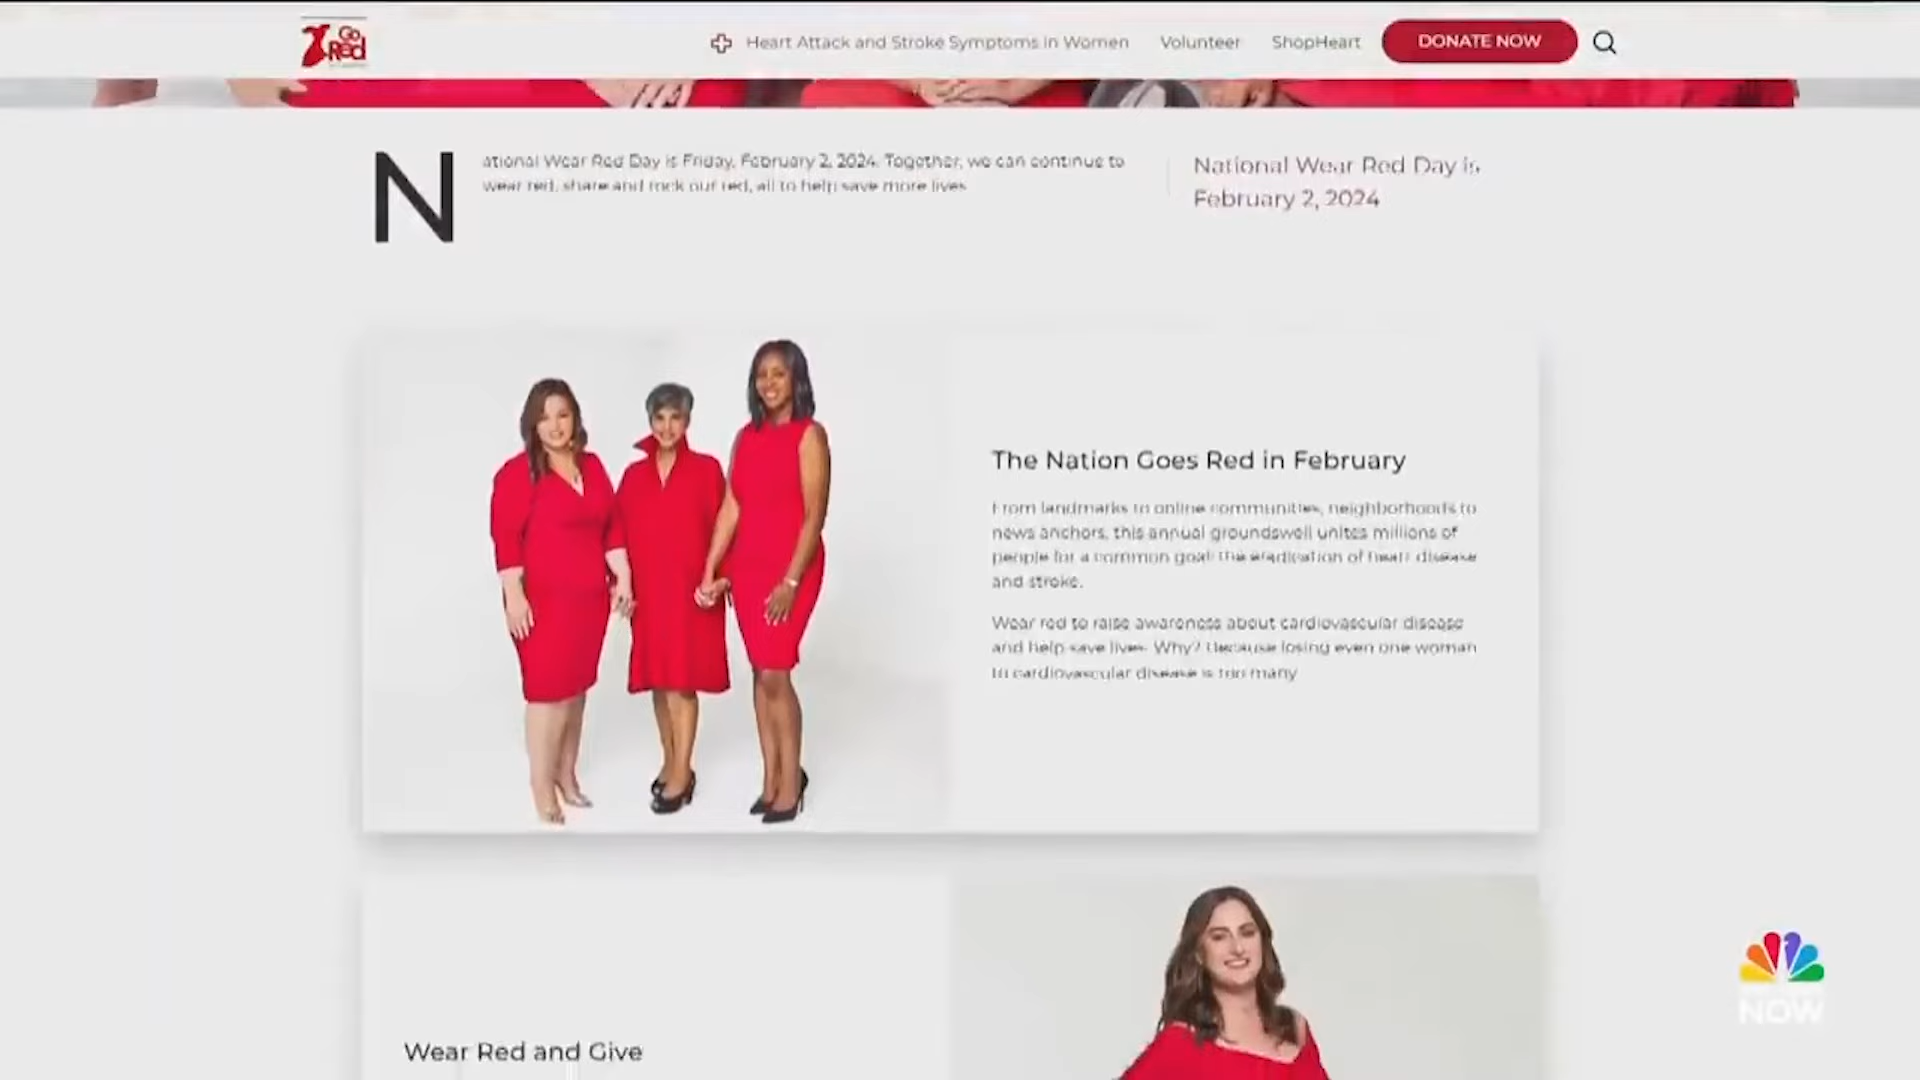 Go Red
Heart Attack and Stroke Symptoms in Women
Volunteer
ShopHeart
DONATE NOW
National Wear Red Day is Friday, February 2, 2024. Together, we can continue to
wear red, share and rock our red, all to help save more lives.
National Wear Red Day is
February 2, 2024
The Nation Goes Red in February
From landmarks to online communities, neighborhoods to
news anchors, this annual groundswell unites millions of
people for a common goal: the eradication of heart disease
and stroke.
Wear red to raise awareness about cardiovascular disease
and help save lives. Why? Because losing even one woman
to cardiovascular disease is too many.
Wear Red and Give
NOW